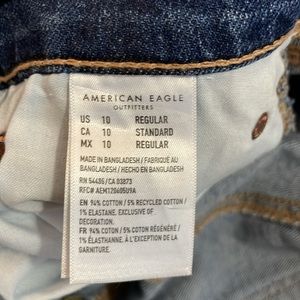 AMERICAN EAGLE
OUTFITTERS
US 10 REGULAR
CA 10 STANDARD
MX 10 REGULAR
MADE IN BANGLADESH / FABRIQUÉ AU
BANGLADESH / HECHO EN BANGLADESH
RN 54485/CA 03873
RFC# AEM120405U9A
EN 94% COTTON / 5% RECYCLED COTTON /
1% ELASTANE. EXCLUSIVE OF
DECORATION
FR 94% COTON / 5% COTON RÉGÉNÉRÉ /
1% ÉLASTHANNE. À L'EXCEPTION DE LA
GARNITURE.